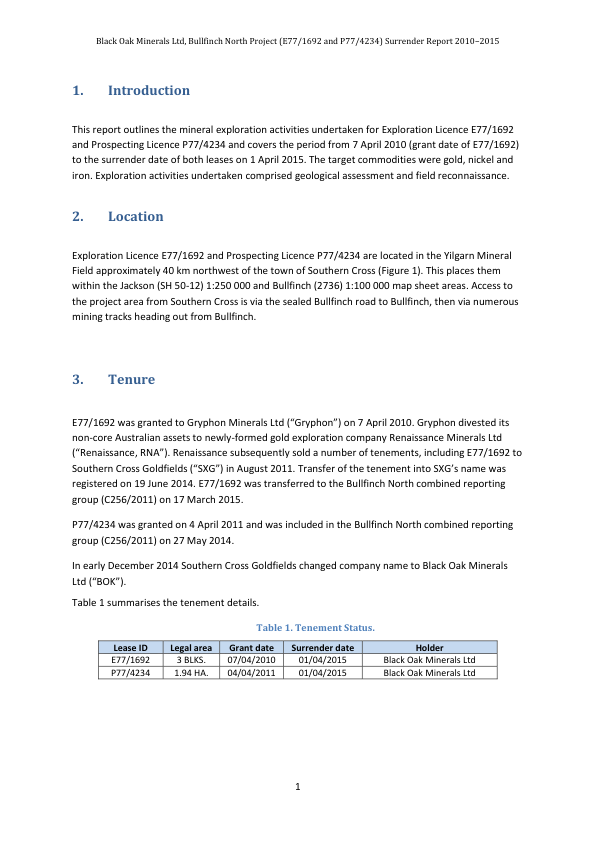 Black Oak Minerals Ltd, Bullfinch North Project (E77/1692 and P77/4234) Surrender Report 2010–2015
1. Introduction
This report outlines the mineral exploration activities undertaken for Exploration Licence E77/1692
and Prospecting Licence P77/4234 and covers the period from 7 April 2010 (grant date of E77/1692)
to the surrender date of both leases on 1 April 2015. The target commodities were gold, nickel and
iron. Exploration activities undertaken comprised geological assessment and field reconnaissance.
2. Location
Exploration Licence E77/1692 and Prospecting Licence P77/4234 are located in the Yilgarn Mineral
Field approximately 40 km northwest of the town of Southern Cross (Figure 1). This places them
within the Jackson (SH 50-12) 1:250 000 and Bullfinch (2736) 1:100 000 map sheet areas. Access to
the project area from Southern Cross is via the sealed Bullfinch road to Bullfinch, then via numerous
mining tracks heading out from Bullfinch.
3. Tenure
E77/1692 was granted to Gryphon Minerals Ltd (“Gryphon”) on 7 April 2010. Gryphon divested its
non-core Australian assets to newly-formed gold exploration company Renaissance Minerals Ltd
(“Renaissance, RNA”). Renaissance subsequently sold a number of tenements, including E77/1692 to
Southern Cross Goldfields (“SXG”) in August 2011. Transfer of the tenement into SXG’s name was
registered on 19 June 2014. E77/1692 was transferred to the Bullfinch North combined reporting
group (C256/2011) on 17 March 2015.
P77/4234 was granted on 4 April 2011 and was included in the Bullfinch North combined reporting
group (C256/2011) on 27 May 2014.
In early December 2014 Southern Cross Goldfields changed company name to Black Oak Minerals
Ltd (“BOK”).
Table 1 summarises the tenement details.
Table 1. Tenement Status.
Lease ID Legal area Grant date Surrender date Holder
E77/1692 3 BLKS. 07/04/2010 01/04/2015 Black Oak Minerals Ltd
P77/4234 1.94 HA. 04/04/2011 01/04/2015 Black Oak Minerals Ltd
1